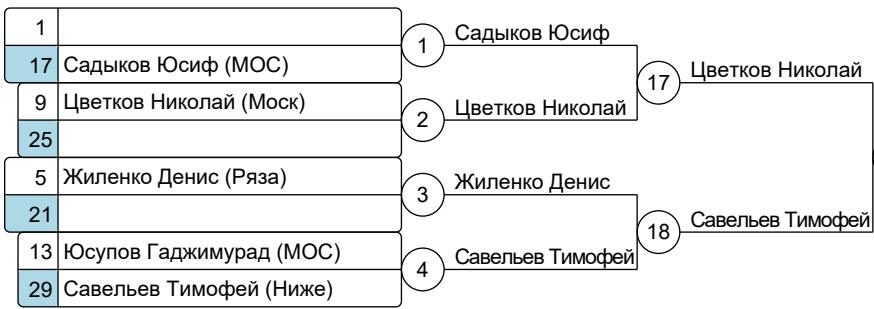 1
17 Садыков Юсиф (МОС)
9 Цветков Николай (Моск)
25
5 Жиленко Денис (Ряза)
21
13 Юсупов Гаджимурад (МОС)
29 Савельев Тимофей (Ниже)
1 Садыков Юсиф
2 Цветков Николай
3 Жиленко Денис
4 Савельев Тимофей
17 Цветков Николай
18 Савельев Тимофей